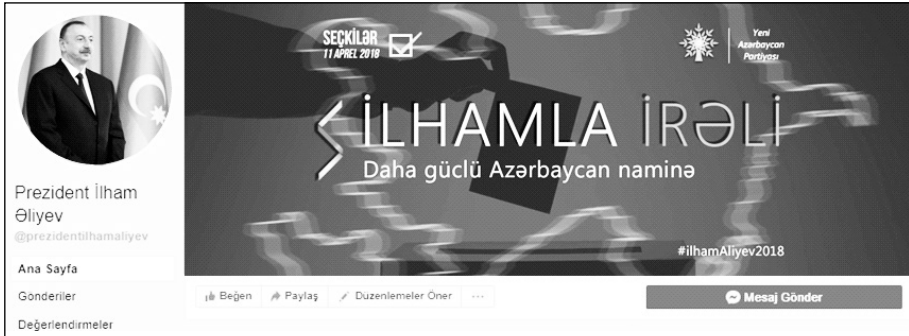 SEÇKİLƏR
11 APREL 2018
Yeni
Azərbaycan
Partiyası
İLHAMLA İRƏLİ
Daha güclü Azərbaycan naminə
#ilhamAliyev2018
Prezident İlham
Əliyev
@prezidentilhamaliyev
Ana Sayfa
Gönderiler
Değerlendirmeler
Beğen Paylaş Düzenlemeler Öner ...
Mesaj Gönder